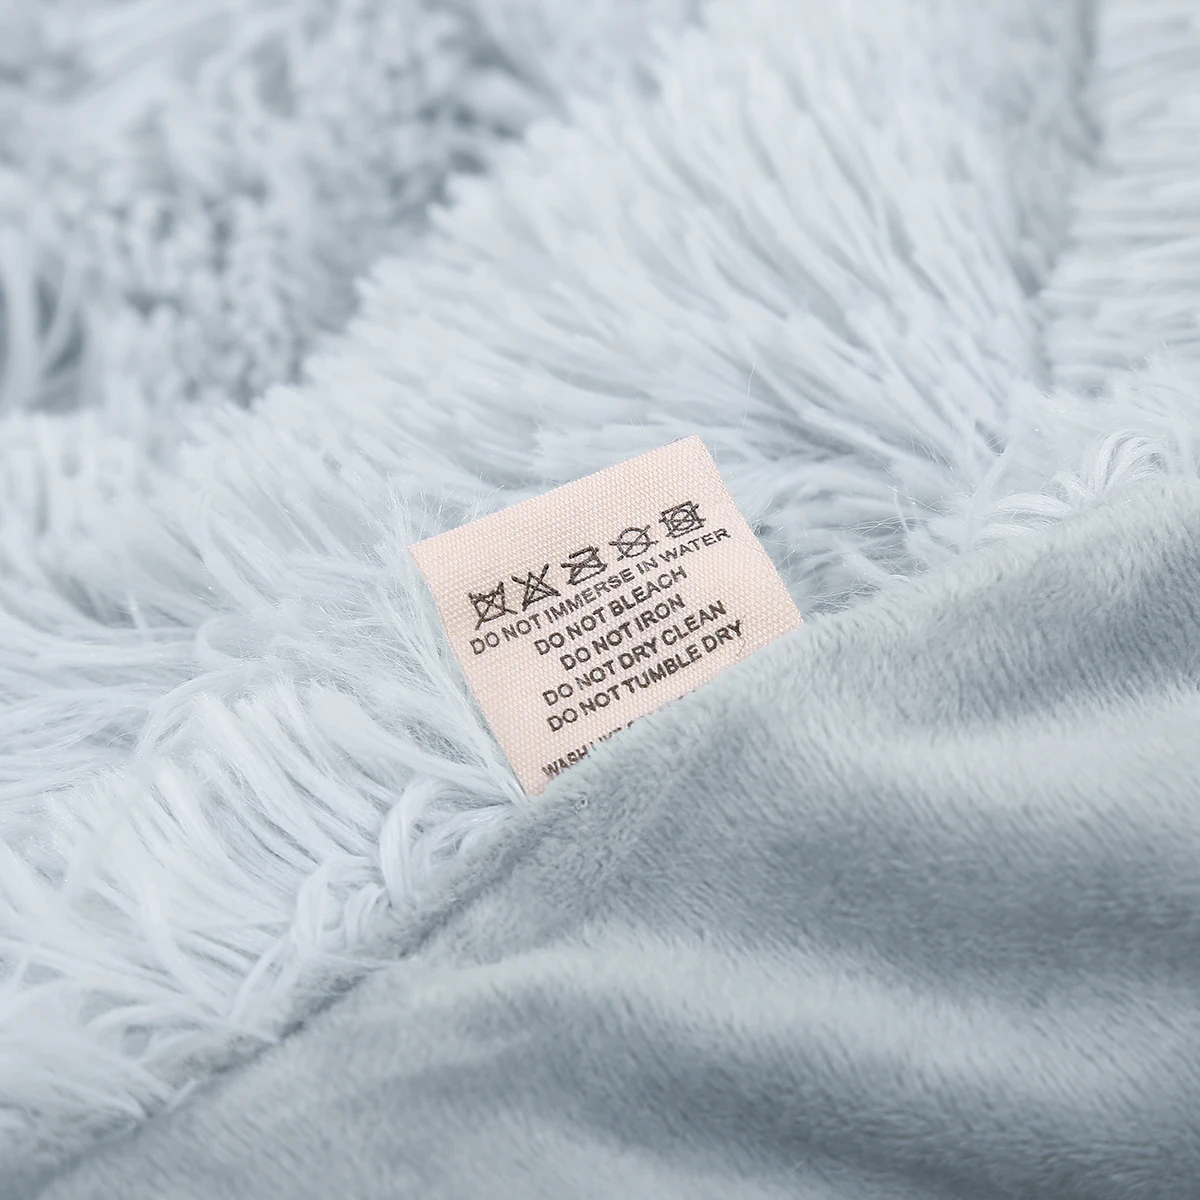 DO NOT IMMERSE IN WATER
DO NOT BLEACH
DO NOT IRON
DO NOT DRY CLEAN
DO NOT TUMBLE DRY
WASH